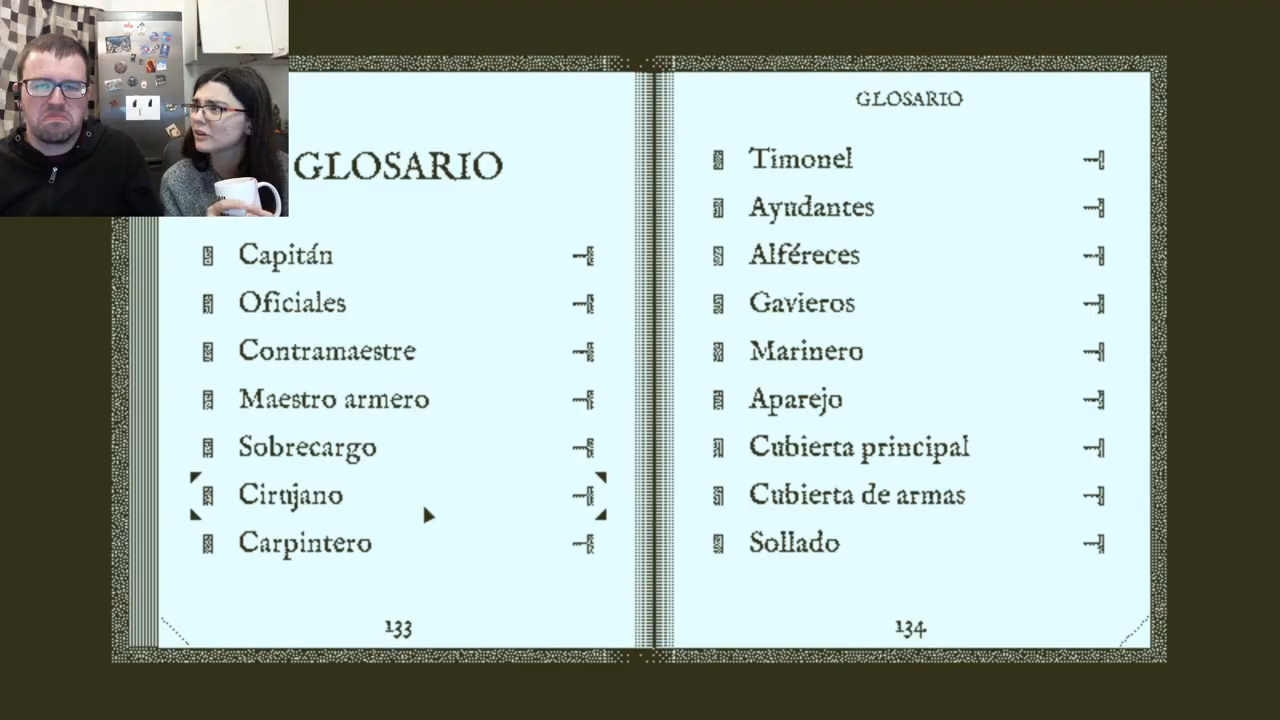 GLOSARIO
Capitán
Oficiales
Contramaestre
Maestro armero
Sobrecargo
Cirujano
Carpintero
133
GLOSARIO
Timonel
Ayudantes
Alféreces
Gavieros
Marinero
Aparejo
Cubierta principal
Cubierta de armas
Sollado
134